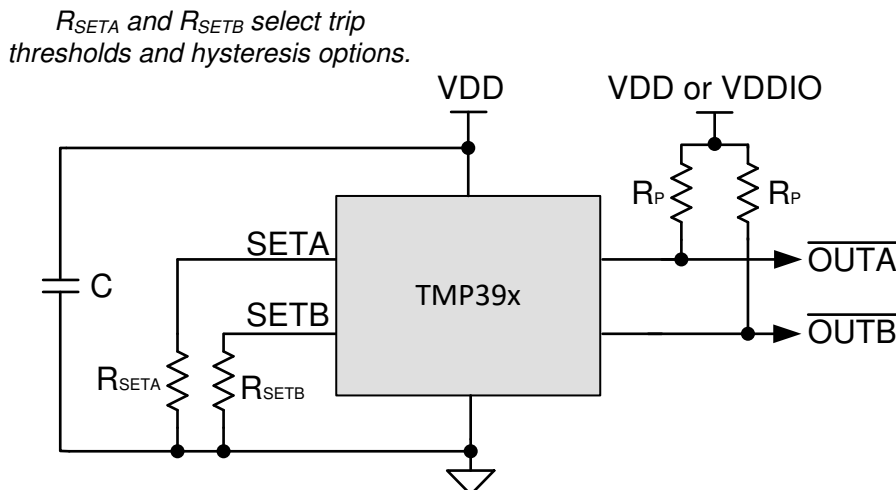 RSETA and RSETB select trip
thresholds and hysteresis options.
VDD
VDD or VDDIO
RP
RP
SETA
OUTA
C
TMP39x
SETB
OUTB
RSETA
RSETB